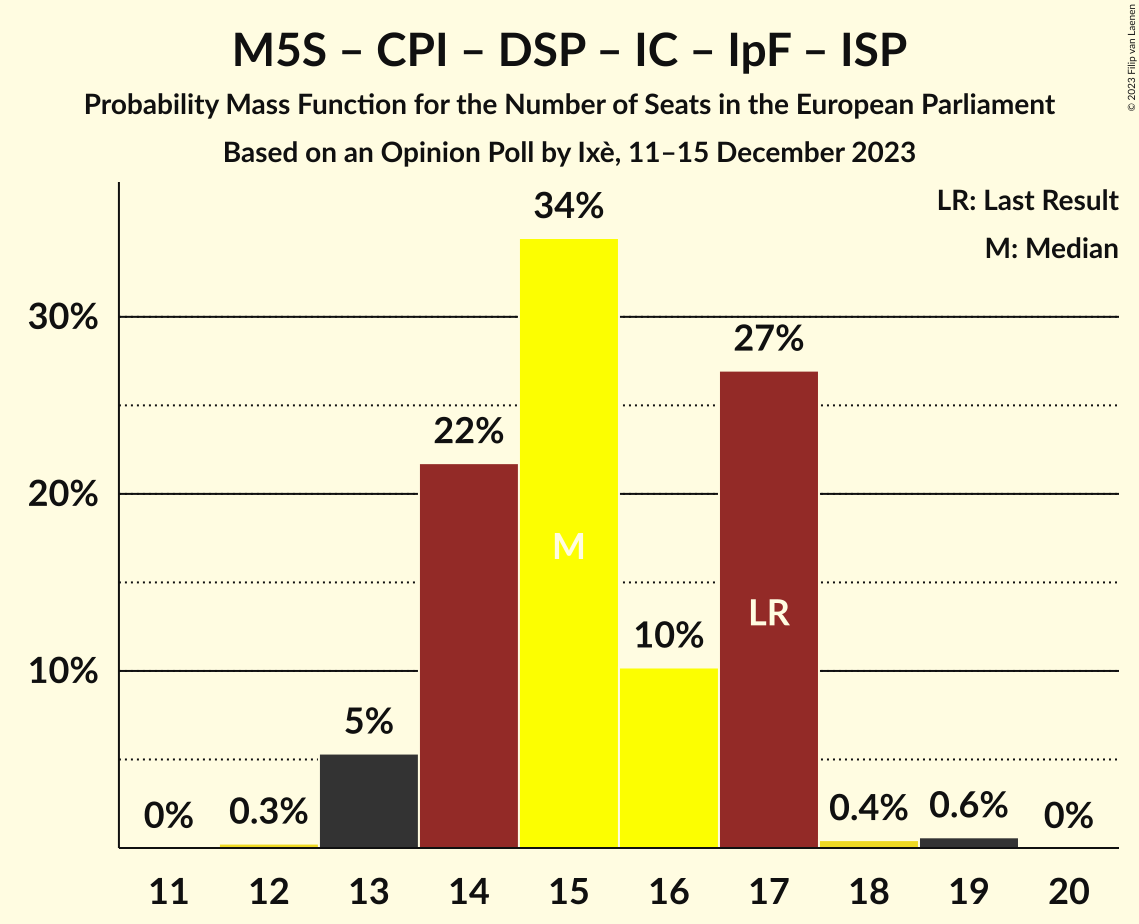 M5S – CPI – DSP – IC – IpF – ISP
Probability Mass Function for the Number of Seats in the European Parliament
Based on an Opinion Poll by Ixè, 11–15 December 2023
© 2023 Filip van Laenen
LR: Last Result
M: Median
30%
20%
10%
0%
0.3%
5%
22%
34%
10%
27%
0.4%
0.6%
0%
M
LR
11 12 13 14 15 16 17 18 19 20